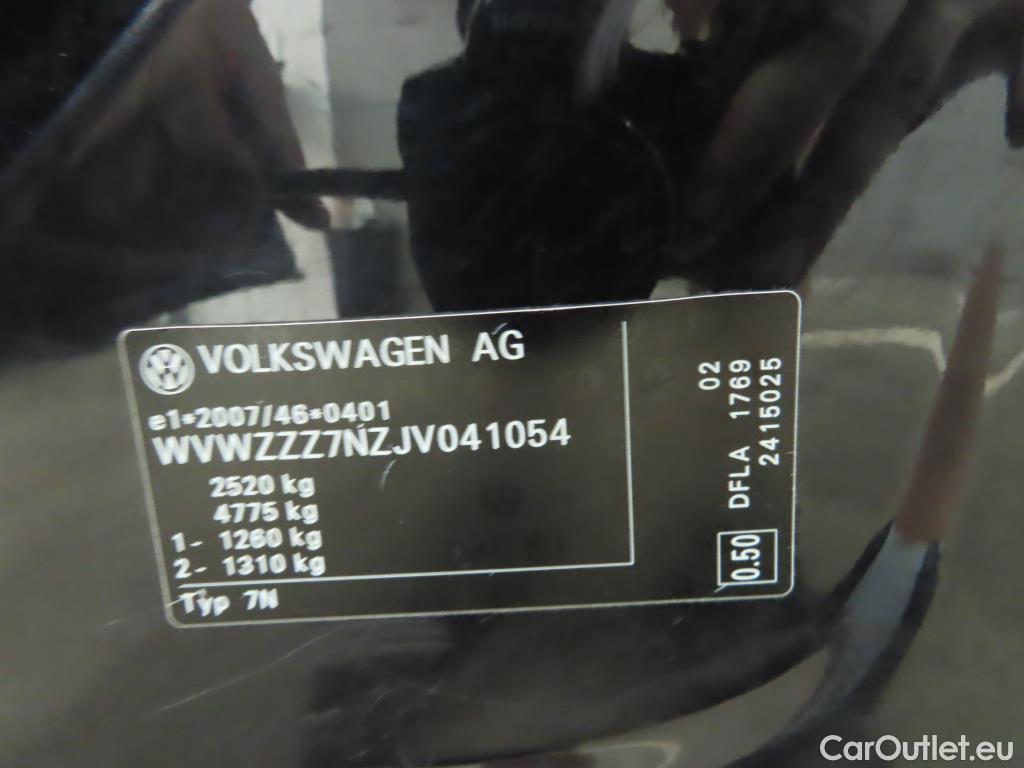 VOLKSWAGEN AG
e1*2007/46*0401
WVWZZZ7NZJV041054
2520 kg
4775 kg
1- 1260 kg
2- 1310 kg
Typ 7N
02
DFLA 1769
2415025
0.50
CarOutlet.eu